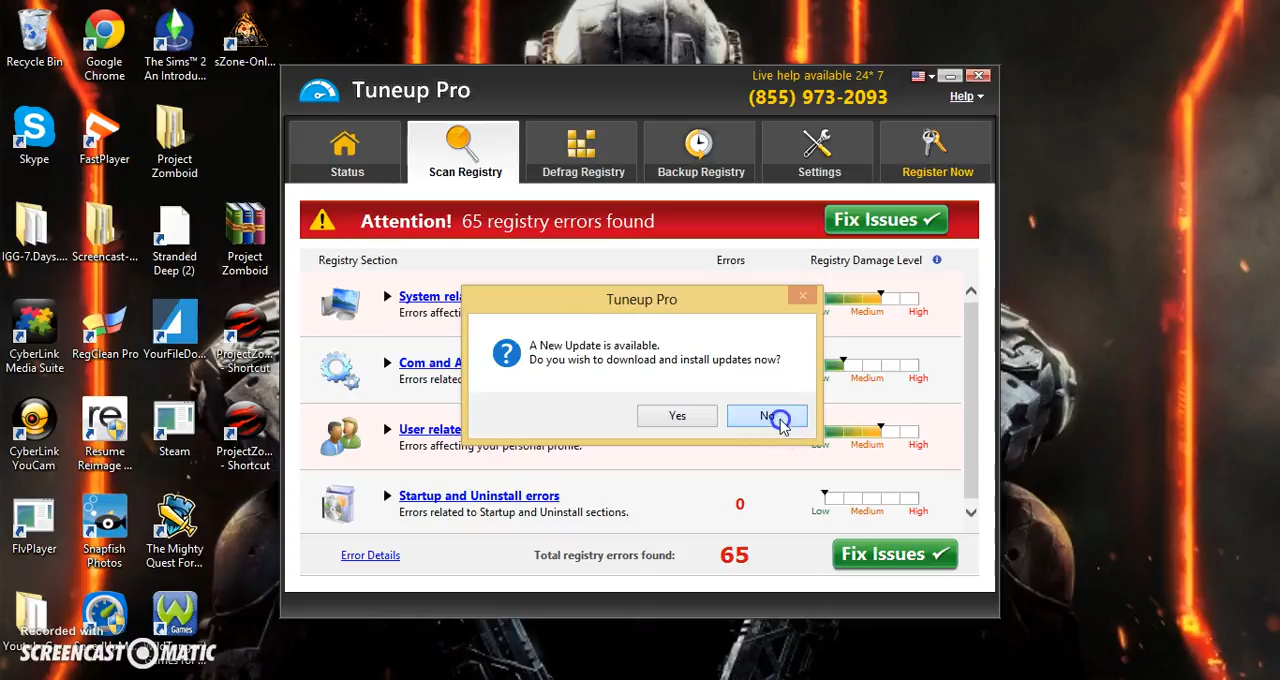 Recycle Bin
Google
Chrome
The Sims™ 2
An Introdu...
sZone-Onl...
Skype
FastPlayer
Project
Zomboid
IGG-7.Days....
Screencast-...
Stranded
Deep (2)
Project
Zomboid
CyberLink
Media Suite
RegClean Pro
YourFileDo...
ProjectZo...
- Shortcut
CyberLink
YouCam
Resume
Reimage ...
Steam
ProjectZo...
- Shortcut
FlvPlayer
Snapfish
Photos
The Mighty
Quest For...
Games
Recorded with
SCREENCAST-O-MATIC
Tuneup Pro
Live help available 24* 7
(855) 973-2093
Help
Status
Scan Registry
Defrag Registry
Backup Registry
Settings
Register Now
Attention! 65 registry errors found
Fix Issues
Registry Section
Errors
Registry Damage Level
System rel
Errors affecti
Medium
High
Com and A
Errors related
Medium
High
User relate
Errors affecting your personal profile.
Medium
High
Startup and Uninstall errors
Errors related to Startup and Uninstall sections.
0
Low
Medium
High
Error Details
Total registry errors found:
65
Fix Issues
Tuneup Pro
A New Update is available.
Do you wish to download and install updates now?
Yes
No